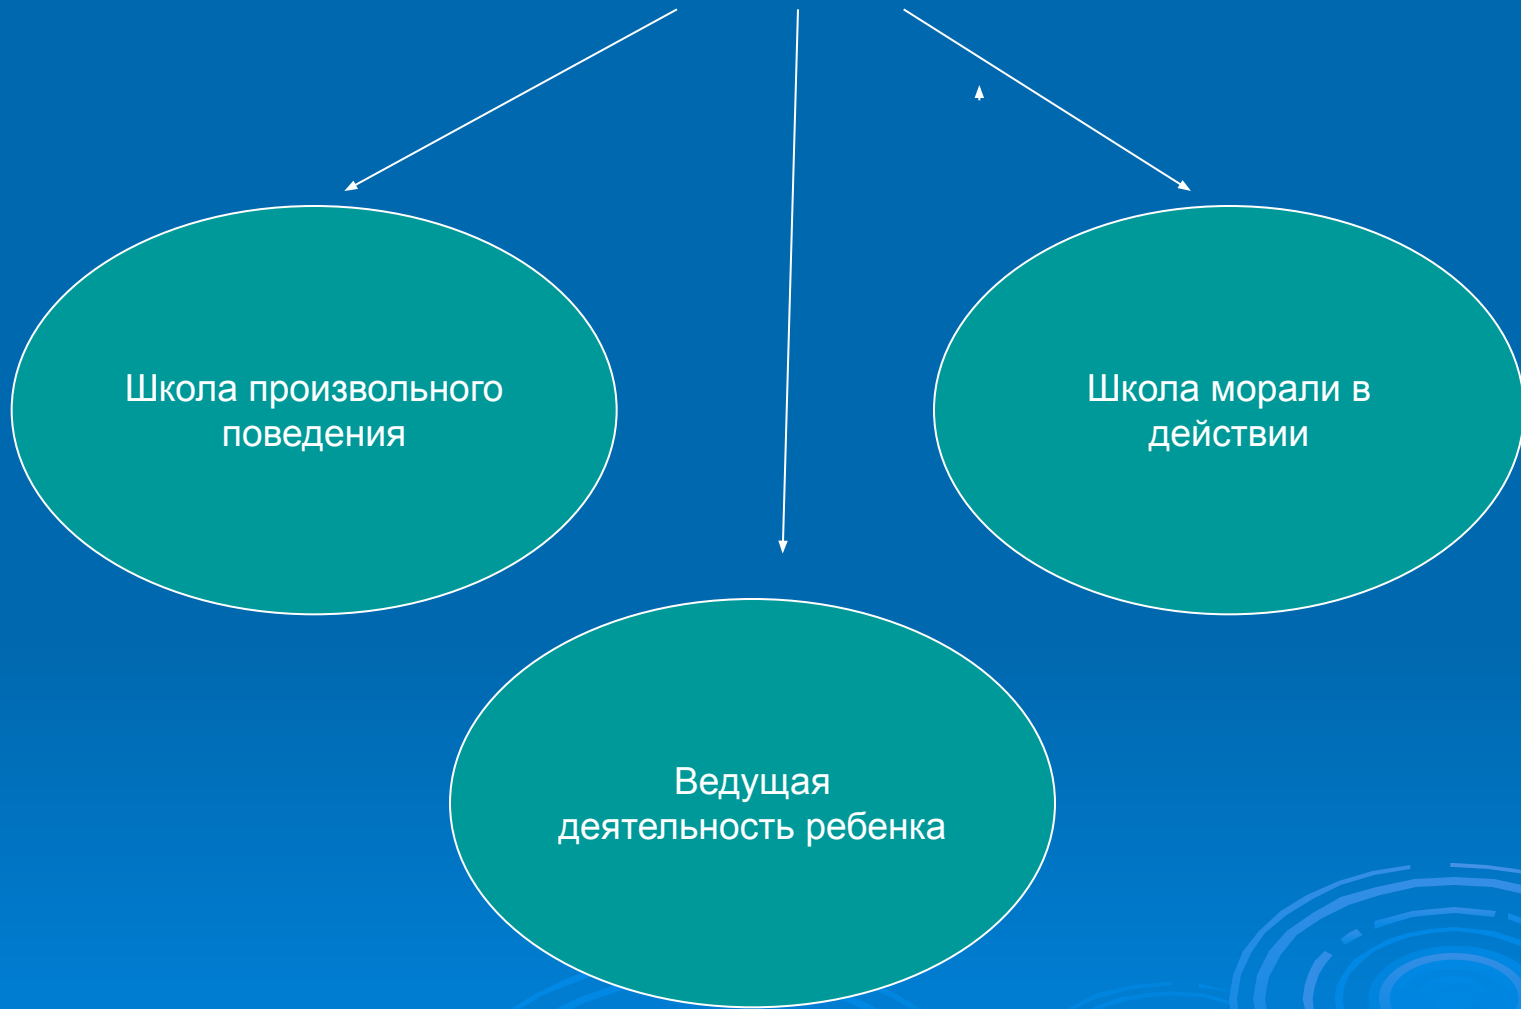 Школа произвольного
поведения
Школа морали в
действии
Ведущая
деятельность ребенка